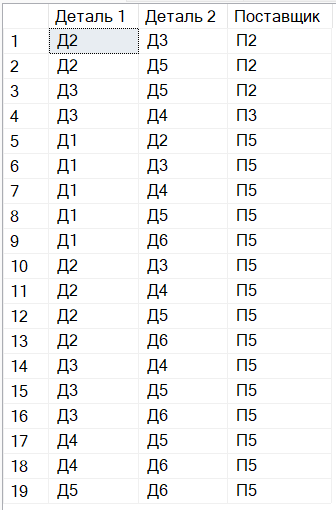 Деталь 1 Деталь 2 Поставщик
1 Д2 Д3 П2
2 Д2 Д5 П2
3 Д3 Д5 П2
4 Д3 Д4 П3
5 Д1 Д2 П5
6 Д1 Д3 П5
7 Д1 Д4 П5
8 Д1 Д5 П5
9 Д1 Д6 П5
10 Д2 Д3 П5
11 Д2 Д4 П5
12 Д2 Д5 П5
13 Д2 Д6 П5
14 Д3 Д4 П5
15 Д3 Д5 П5
16 Д3 Д6 П5
17 Д4 Д5 П5
18 Д4 Д6 П5
19 Д5 Д6 П5